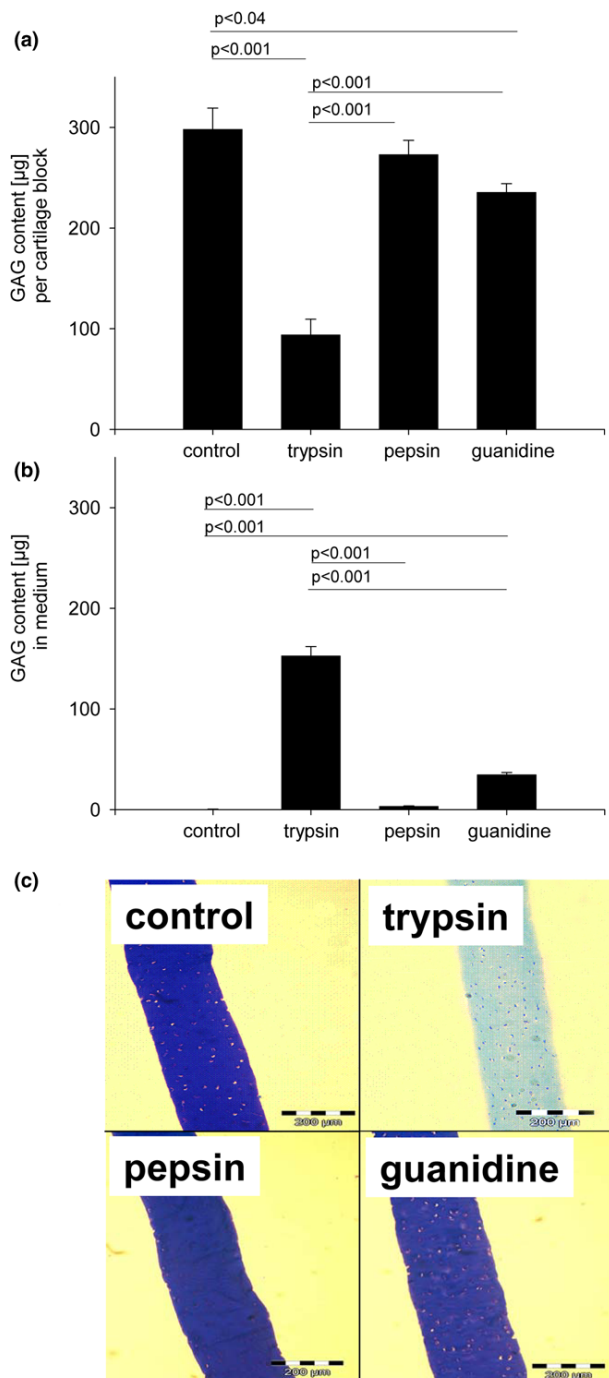 (a)
p<0.04
p<0.001
p<0.001
p<0.001
GAG content [µg]
per cartilage block
300
200
100
0
control trypsin pepsin guanidine
(b)
p<0.001
p<0.001
p<0.001
p<0.001
GAG content [µg]
in medium
300
200
100
0
control trypsin pepsin guanidine
(c)
control
trypsin
200 µm
200 µm
pepsin
guanidine
200 µm
200 µm